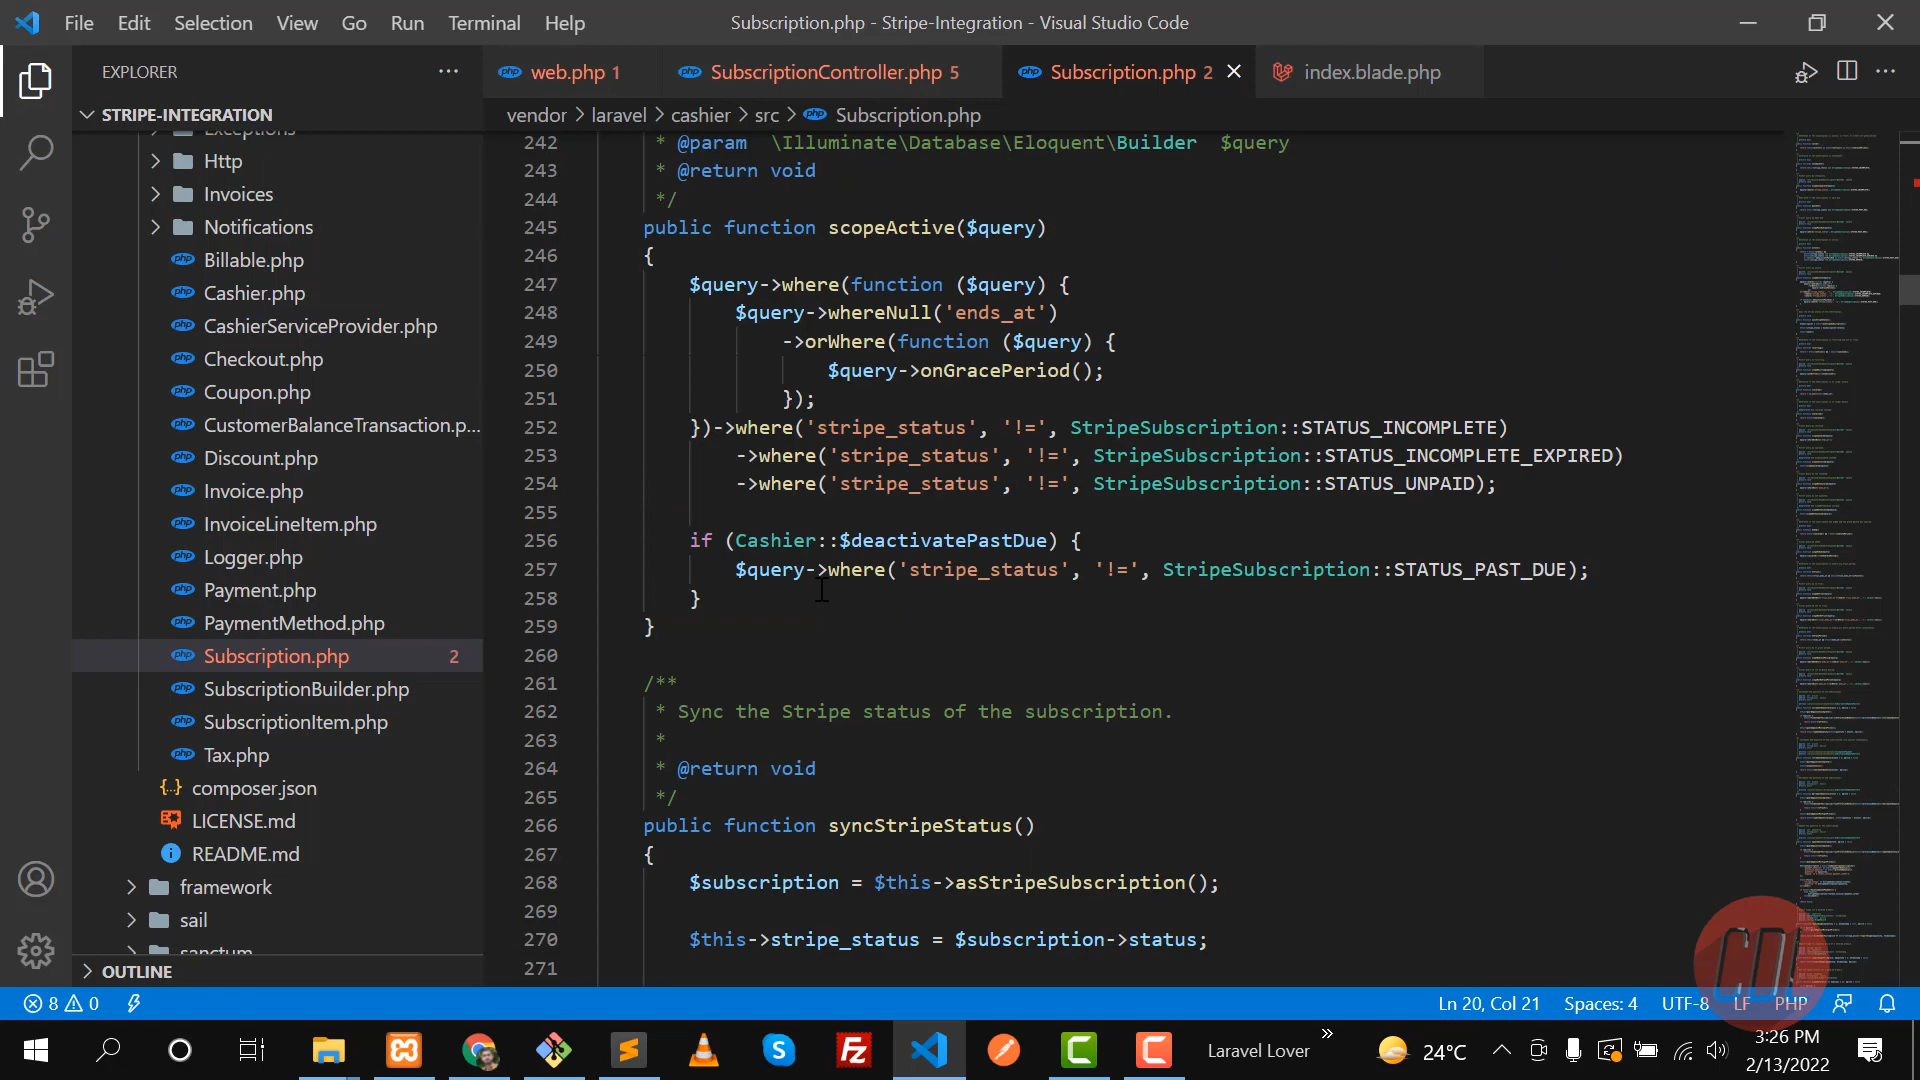 File Edit Selection View Go Run Terminal Help
Subscription.php - Stripe-Integration - Visual Studio Code
EXPLORER
STRIPE-INTEGRATION
Exceptions
Http
Invoices
Notifications
Billable.php
Cashier.php
CashierServiceProvider.php
Checkout.php
Coupon.php
CustomerBalanceTransaction.p...
Discount.php
Invoice.php
InvoiceLineItem.php
Logger.php
Payment.php
PaymentMethod.php
Subscription.php 2
SubscriptionBuilder.php
SubscriptionItem.php
Tax.php
composer.json
LICENSE.md
README.md
framework
sail
sanctum
OUTLINE
web.php 1
SubscriptionController.php 5
Subscription.php 2
index.blade.php
vendor > laravel > cashier > src > Subscription.php
242 * @param \Illuminate\Database\Eloquent\Builder $query
243 * @return void
244 */
245 public function scopeActive($query)
246 {
247 $query->where(function ($query) {
248 $query->whereNull('ends_at')
249 ->orWhere(function ($query) {
250 $query->onGracePeriod();
251 });
252 })->where('stripe_status', '!=', StripeSubscription::STATUS_INCOMPLETE)
253 ->where('stripe_status', '!=', StripeSubscription::STATUS_INCOMPLETE_EXPIRED)
254 ->where('stripe_status', '!=', StripeSubscription::STATUS_UNPAID);
255
256 if (Cashier::$deactivatePastDue) {
257 $query->where('stripe_status', '!=', StripeSubscription::STATUS_PAST_DUE);
258 }
259 }
260
261 /**
262 * Sync the Stripe status of the subscription.
263 *
264 * @return void
265 */
266 public function syncStripeStatus()
267 {
268 $subscription = $this->asStripeSubscription();
269
270 $this->stripe_status = $subscription->status;
271
8 0
Ln 20, Col 21 Spaces: 4 UTF-8 LF PHP
Laravel Lover
24°C
3:26 PM
2/13/2022